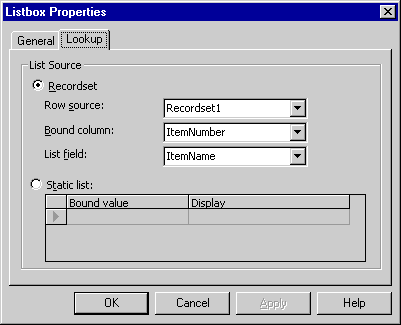 Listbox Properties
General Lookup
List Source
Recordset
Row source: Recordset1
Bound column: ItemNumber
List field: ItemName
Static list:
Bound value Display
OK Cancel Apply Help